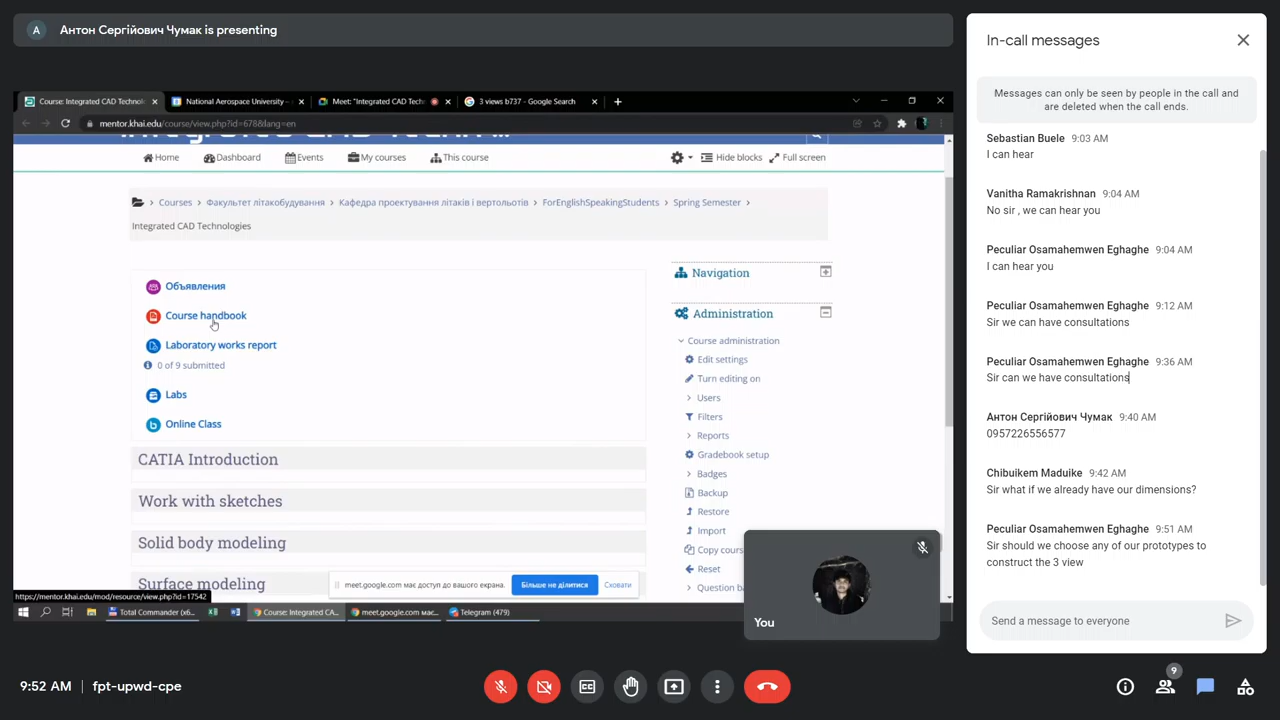 A Антон Сергійович Чумак is presenting
Course: Integrated CAD Technol
National Aerospace University -
Meet: "Integrated CAD Tech
3 views b737 - Google Search
mentor.khai.edu/course/view.php?id=678&lang=en
Home
Dashboard
Events
My courses
This course
Hide blocks
Full screen
Courses
Факультет літакобудування
Кафедра проектування літаків і вертольотів
ForEnglishSpeakingStudents
Spring Semester
Integrated CAD Technologies
Объявления
Course handbook
Laboratory works report
0 of 9 submitted
Labs
Online Class
CATIA Introduction
Work with sketches
Solid body modeling
Surface modeling
Navigation
Administration
Course administration
Edit settings
Turn editing on
Users
Filters
Reports
Gradebook setup
Badges
Backup
Restore
Import
Copy cours
Reset
Question ba
meet.google.com має доступ до вашого екрана.
Більше не ділитися
Сховати
https://mentor.khai.edu/mod/resource/view.php?id=17542
Total Commander (x6...
Course: Integrated CA...
meet.google.com має...
Telegram (479)
You
9:52 AM | fpt-upwd-cpe
In-call messages
Messages can only be seen by people in the call and
are deleted when the call ends.
Sebastian Buele 9:03 AM
I can hear
Vanitha Ramakrishnan 9:04 AM
No sir , we can hear you
Peculiar Osamahemwen Eghaghe 9:04 AM
I can hear you
Peculiar Osamahemwen Eghaghe 9:12 AM
Sir we can have consultations
Peculiar Osamahemwen Eghaghe 9:36 AM
Sir can we have consultations
Антон Сергійович Чумак 9:40 AM
0957226556577
Chibuikem Maduike 9:42 AM
Sir what if we already have our dimensions?
Peculiar Osamahemwen Eghaghe 9:51 AM
Sir should we choose any of our prototypes to
construct the 3 view
Send a message to everyone
9